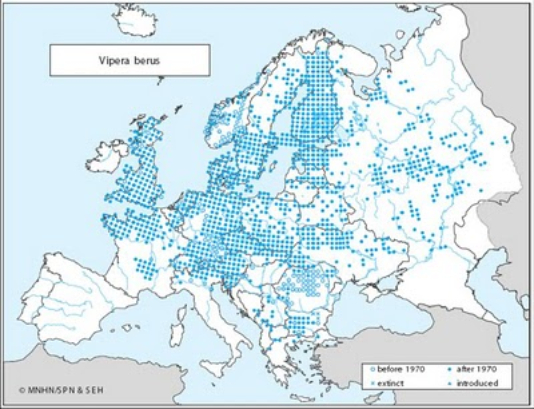 Vipera berus
before 1970 after 1970
extinct introduced
© MNHN/SPN & SEH